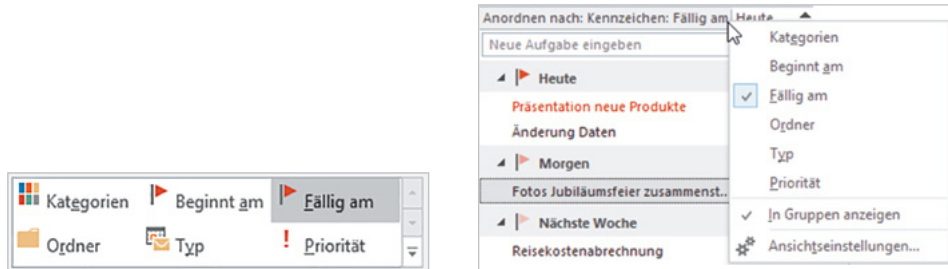 Kategorien Beginnt am Fällig am
Ordner Typ ! Priorität
Anordnen nach: Kennzeichen: Fällig am Heute
Neue Aufgabe eingeben
Heute
Präsentation neue Produkte
Änderung Daten
Morgen
Fotos Jubiläumsfeier zusammenst...
Nächste Woche
Reisekostenabrechnung
Kategorien
Beginnt am
Fällig am
Ordner
Typ
Priorität
In Gruppen anzeigen
Ansichtseinstellungen...